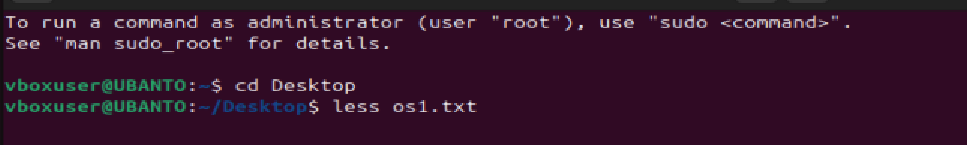 To run a command as administrator (user "root"), use "sudo <command>".
See "man sudo_root" for details.
vboxuser@UBANTO:~$ cd Desktop
vboxuser@UBANTO:~/Desktop$ less os1.txt